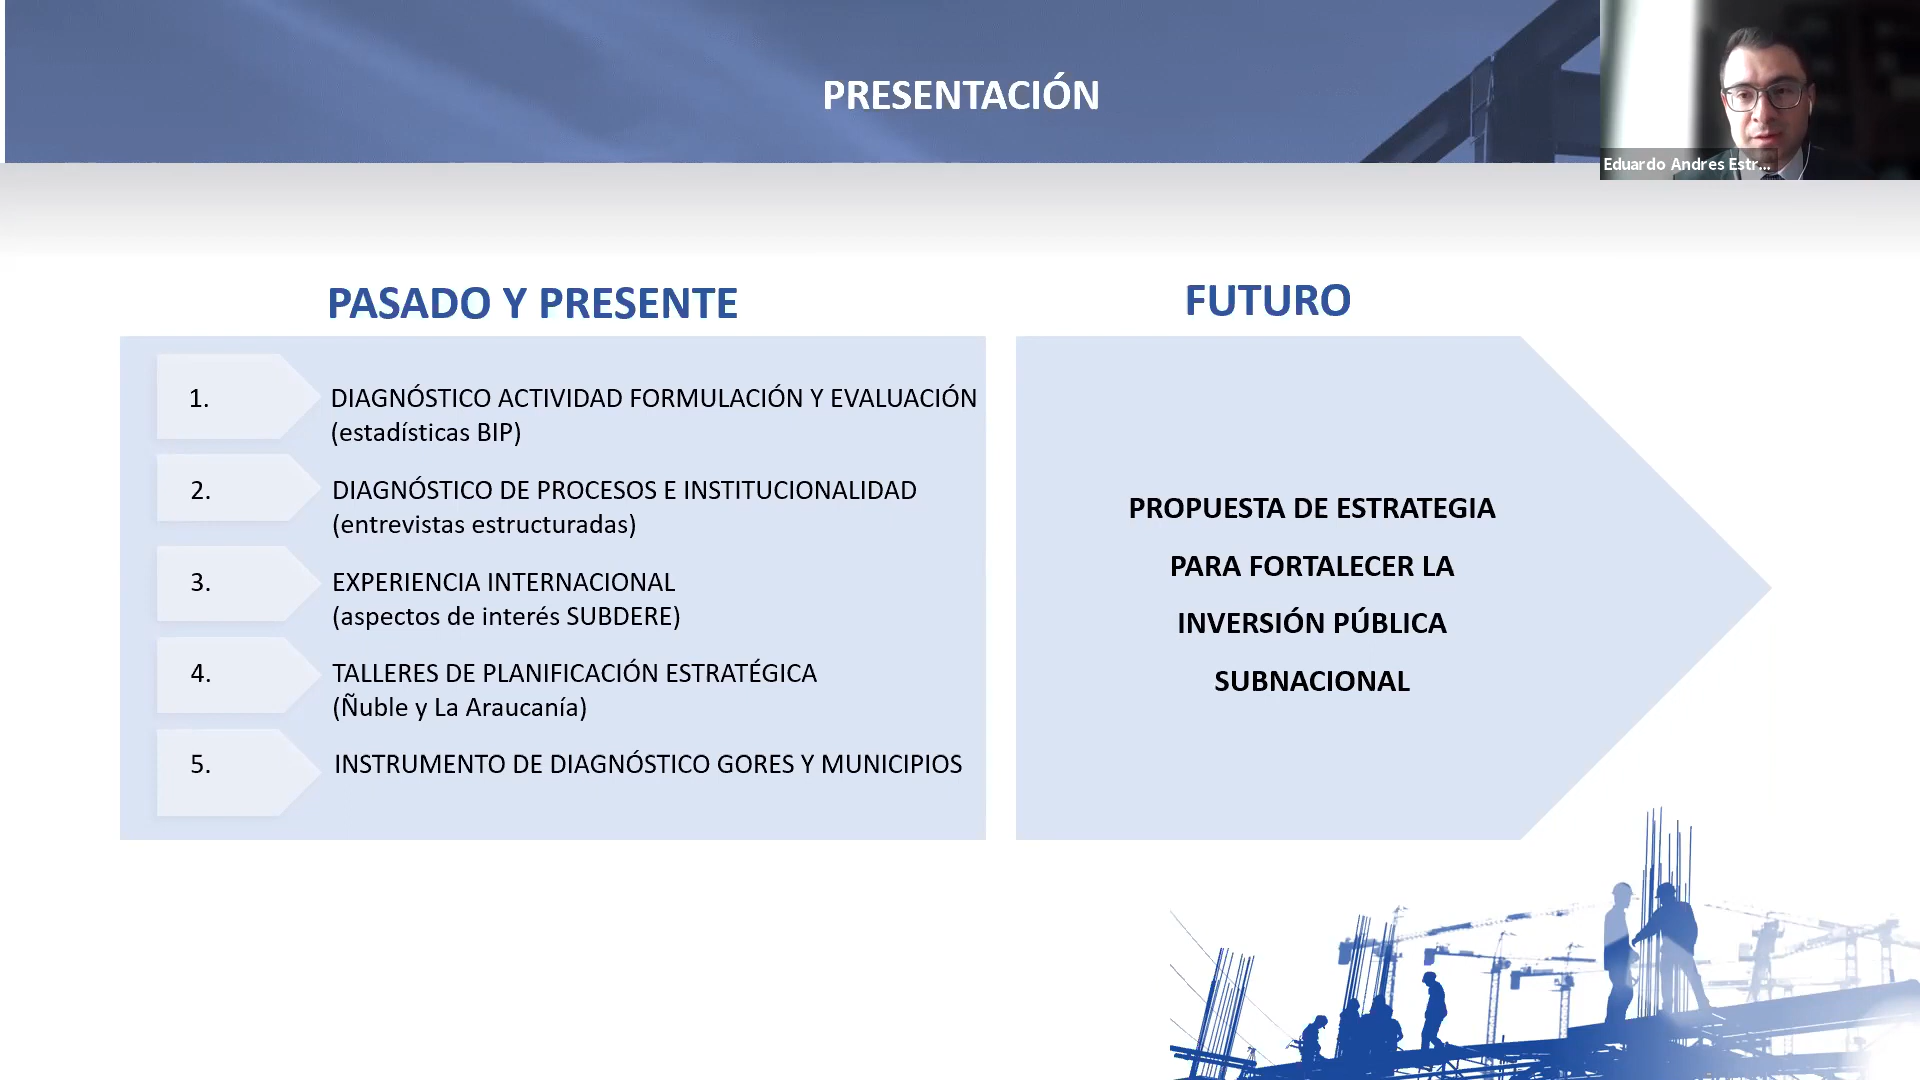 PRESENTACIÓN
Eduardo Andres Estr...
PASADO Y PRESENTE
1.
DIAGNÓSTICO ACTIVIDAD FORMULACIÓN Y EVALUACIÓN
(estadísticas BIP)
2.
DIAGNÓSTICO DE PROCESOS E INSTITUCIONALIDAD
(entrevistas estructuradas)
3.
EXPERIENCIA INTERNACIONAL
(aspectos de interés SUBDERE)
4.
TALLERES DE PLANIFICACIÓN ESTRATÉGICA
(Ñuble y La Araucanía)
5.
INSTRUMENTO DE DIAGNÓSTICO GORES Y MUNICIPIOS
FUTURO
PROPUESTA DE ESTRATEGIA
PARA FORTALECER LA
INVERSIÓN PÚBLICA
SUBNACIONAL